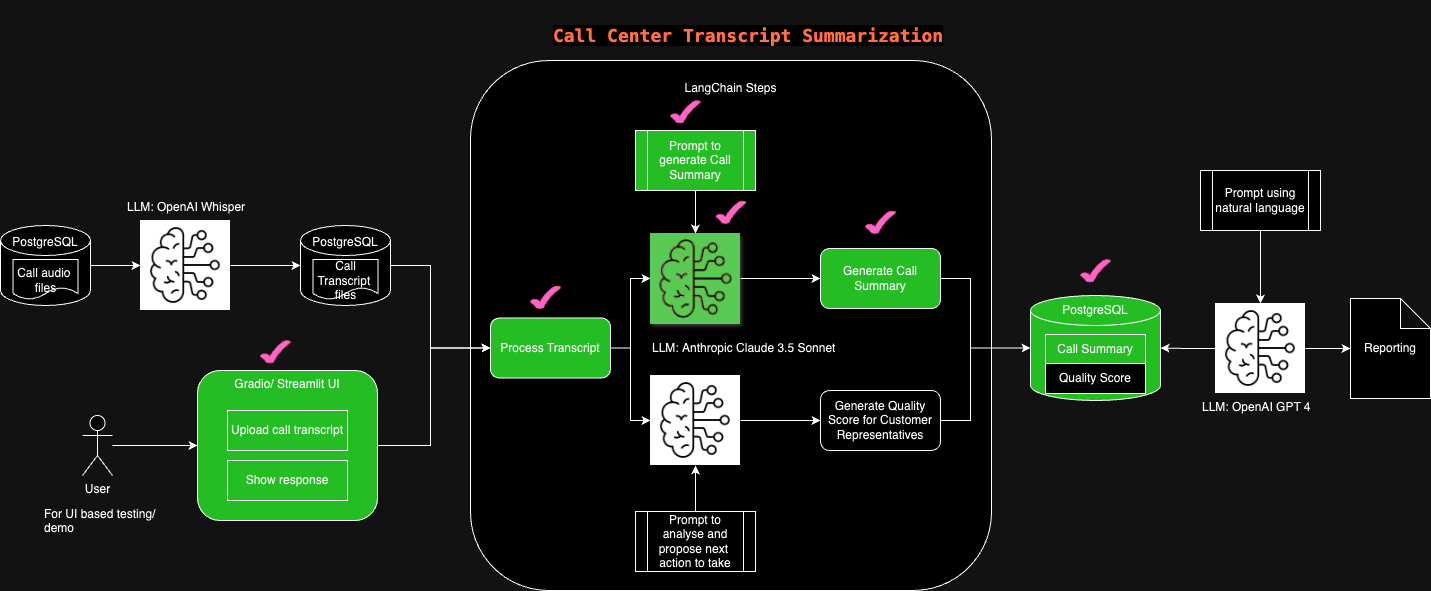 Call Center Transcript Summarization
LangChain Steps
Prompt to
generate Call
Summary
LLM: OpenAI Whisper
PostgreSQL
Call audio
files
PostgreSQL
Call
Transcript
files
Gradio/ Streamlit UI
Upload call transcript
Show response
User
For UI based testing/
demo
Process Transcript
Generate Call
Summary
LLM: Anthropic Claude 3.5 Sonnet
Generate Quality
Score for Customer
Representatives
Prompt to
analyse and
propose next
action to take
PostgreSQL
Call Summary
Quality Score
Prompt using
natural language
LLM: OpenAI GPT 4
Reporting